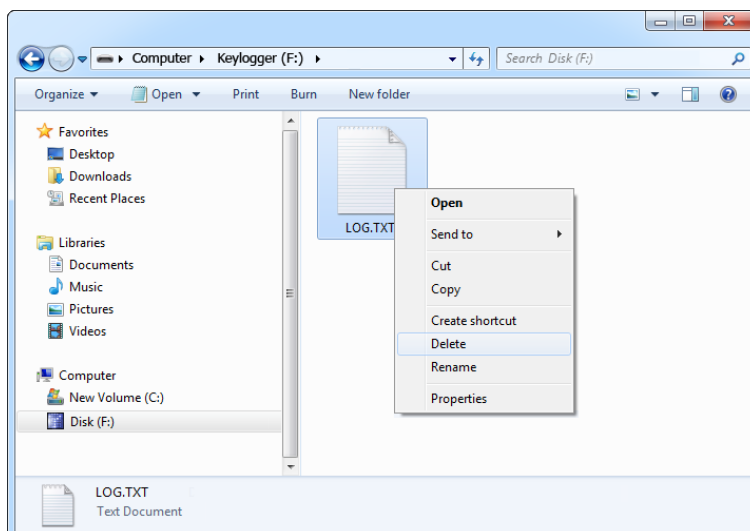 Computer Keylogger (F:) Search Disk (F:)
Organize Open Print Burn New folder
Favorites
Desktop
Downloads
Recent Places
Libraries
Documents
Music
Pictures
Videos
Computer
New Volume (C:)
Disk (F:)
LOG.TXT
Open
Send to
Cut
Copy
Create shortcut
Delete
Rename
Properties
LOG.TXT
Text Document